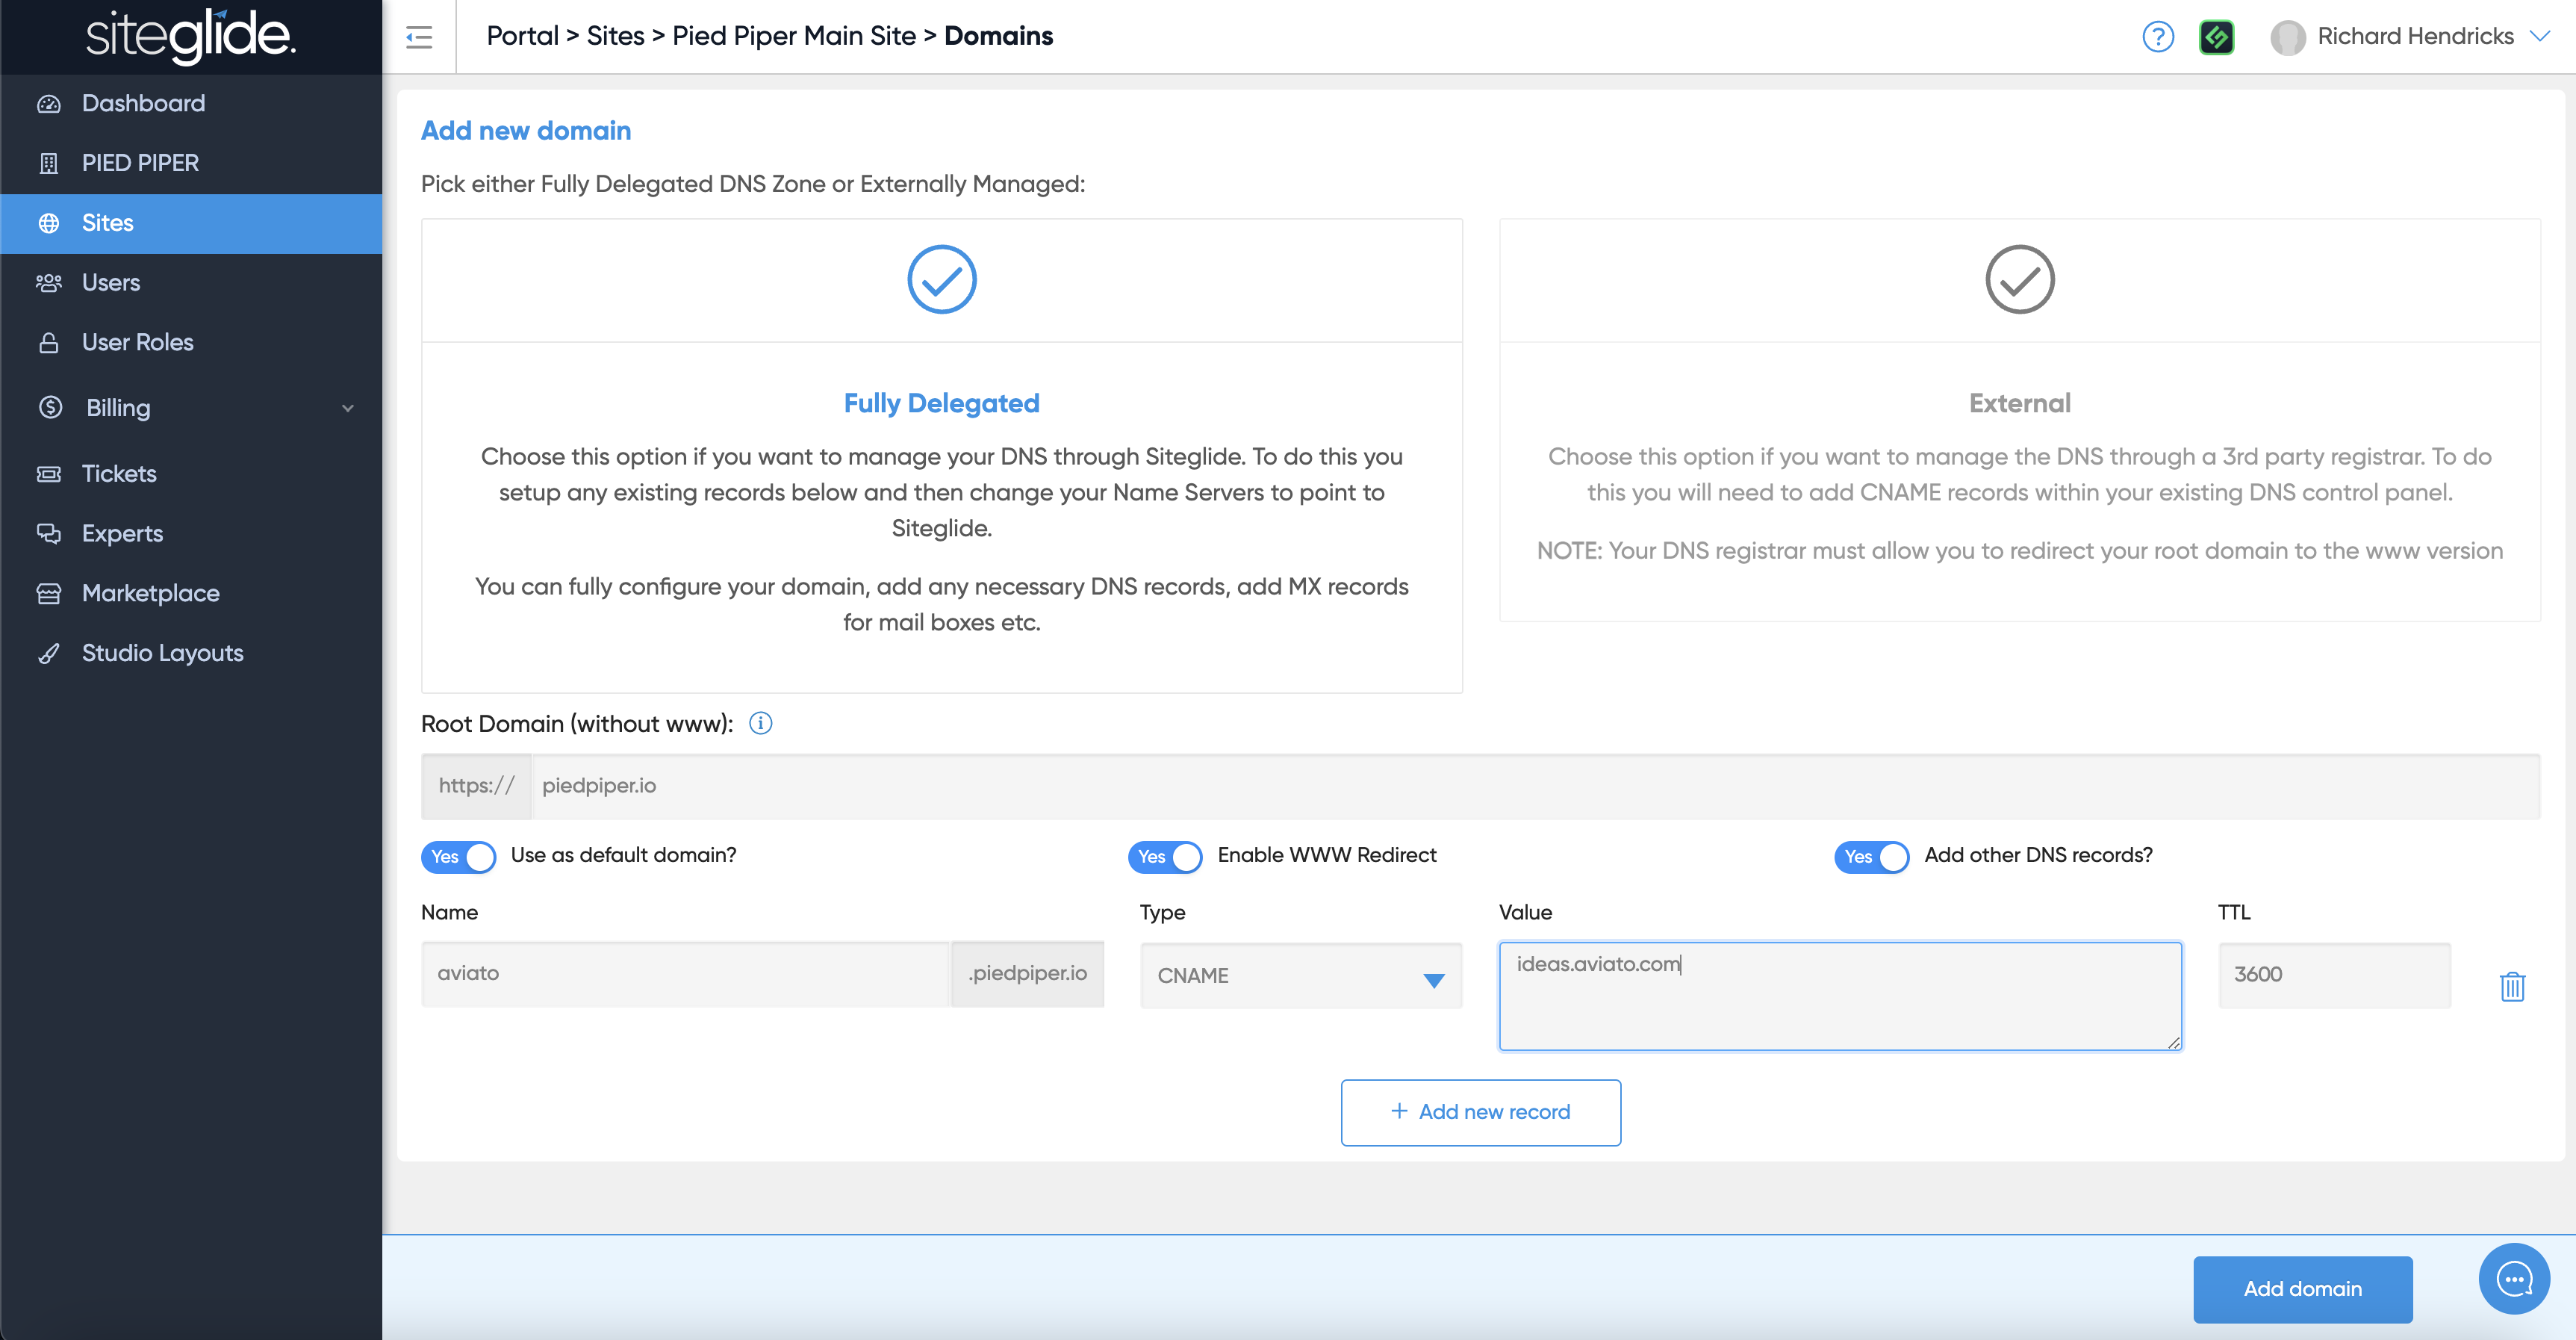 siteglide.
Portal > Sites > Pied Piper Main Site > Domains
Richard Hendricks
Dashboard
PIED PIPER
Sites
Users
User Roles
Billing
Tickets
Experts
Marketplace
Studio Layouts
Add new domain
Pick either Fully Delegated DNS Zone or Externally Managed:
Fully Delegated
Choose this option if you want to manage your DNS through Siteglide. To do this you
setup any existing records below and then change your Name Servers to point to
Siteglide.
You can fully configure your domain, add any necessary DNS records, add MX records
for mail boxes etc.
External
Choose this option if you want to manage the DNS through a 3rd party registrar. To do
this you will need to add CNAME records within your existing DNS control panel.
NOTE: Your DNS registrar must allow you to redirect your root domain to the www version
Root Domain (without www):
https:// piedpiper.io
Yes Use as default domain?
Yes Enable WWW Redirect
Yes Add other DNS records?
Name Type Value TTL
aviato .piedpiper.io CNAME ideas.aviato.com 3600
+ Add new record
Add domain